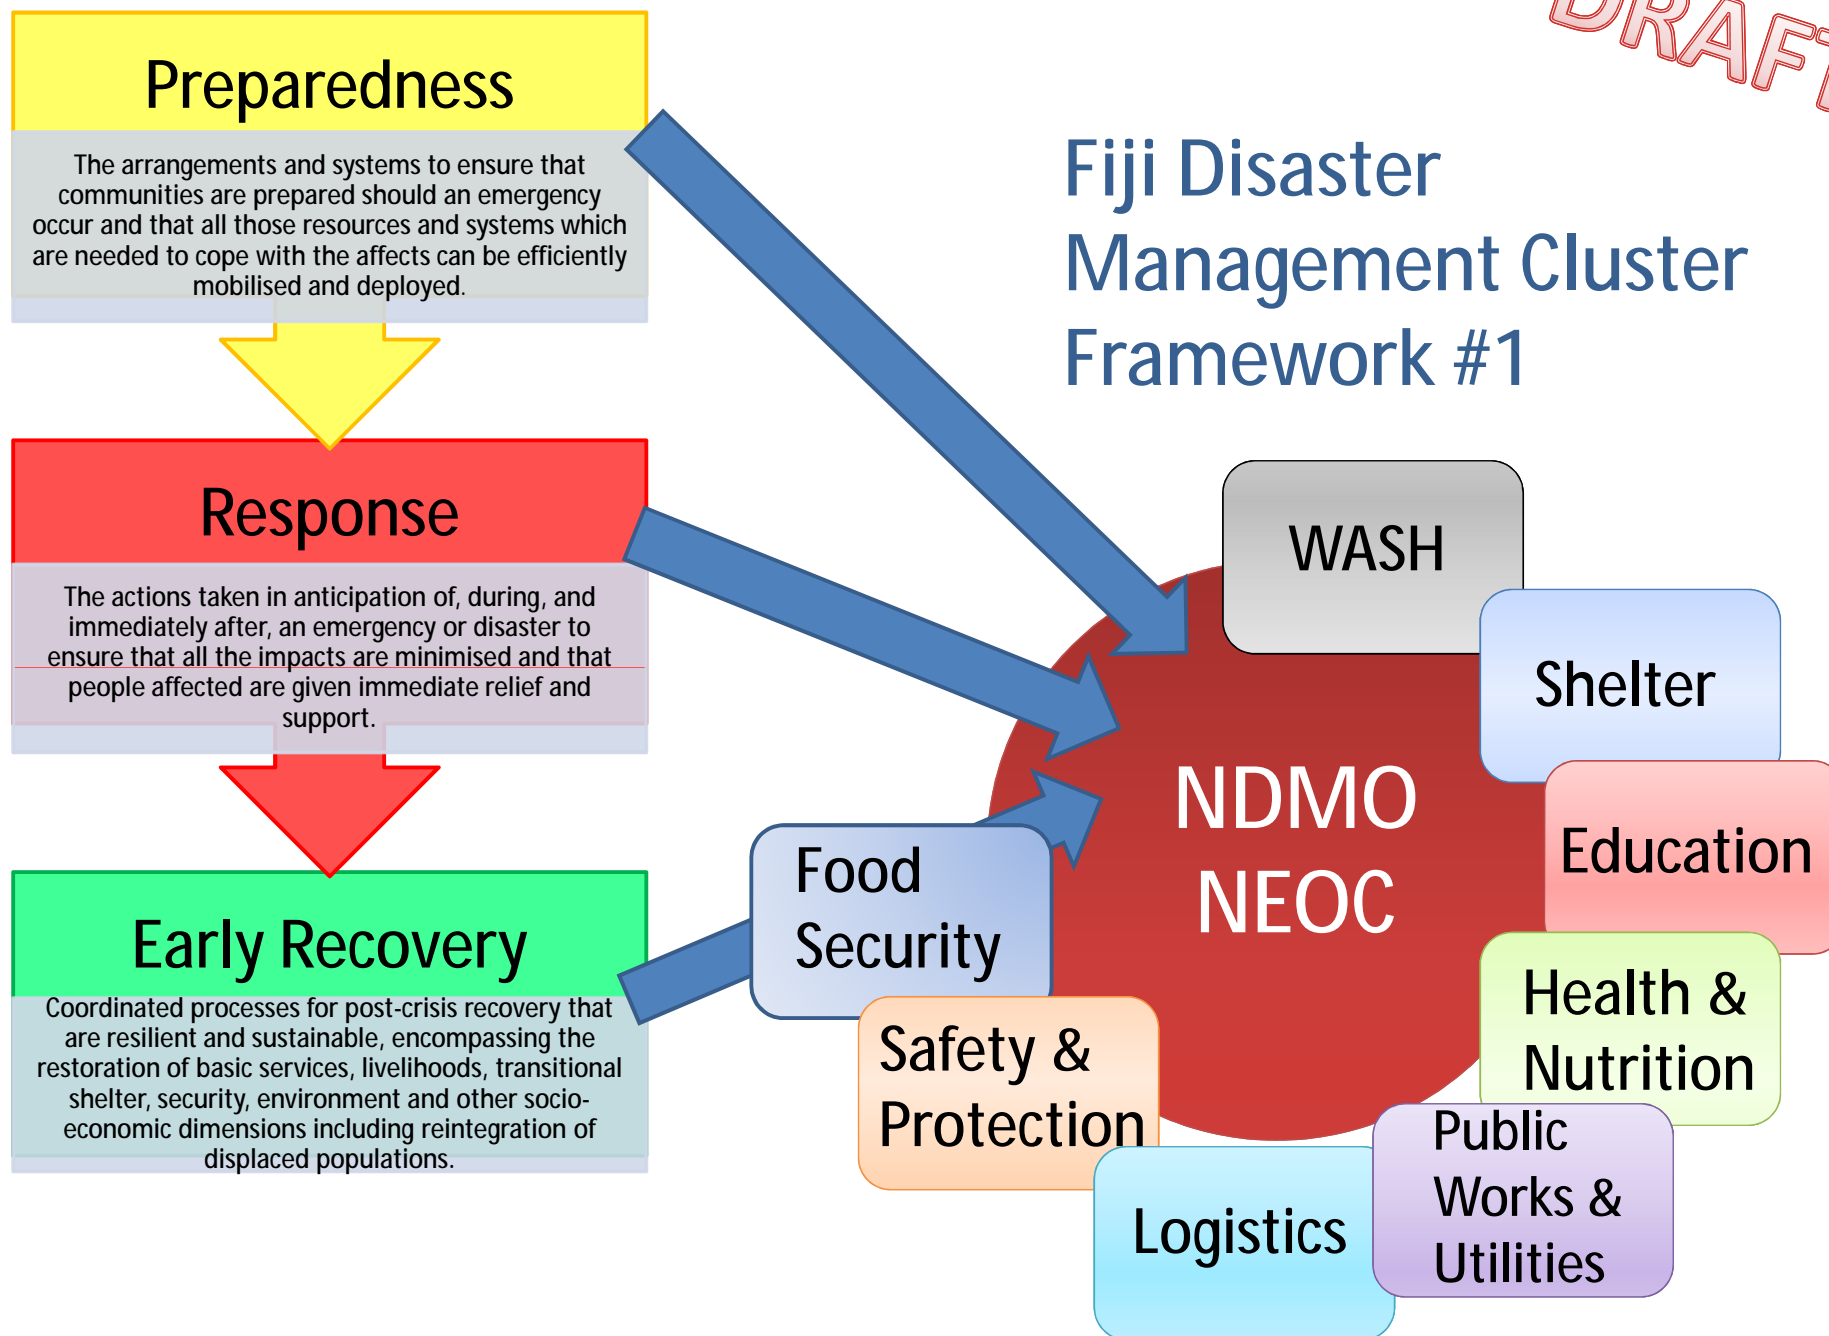 DRAFT
Preparedness
The arrangements and systems to ensure that
communities are prepared should an emergency
occur and that all those resources and systems which
are needed to cope with the affects can be efficiently
mobilised and deployed.
Response
The actions taken in anticipation of, during, and
immediately after, an emergency or disaster to
ensure that all the impacts are minimised and that
people affected are given immediate relief and
support.
Early Recovery
Coordinated processes for post-crisis recovery that
are resilient and sustainable, encompassing the
restoration of basic services, livelihoods, transitional
shelter, security, environment and other socio-
economic dimensions including reintegration of
displaced populations.
Fiji Disaster
Management Cluster
Framework #1
NDMO
NEOC
WASH
Shelter
Education
Health &
Nutrition
Public
Works &
Utilities
Logistics
Safety &
Protection
Food
Security